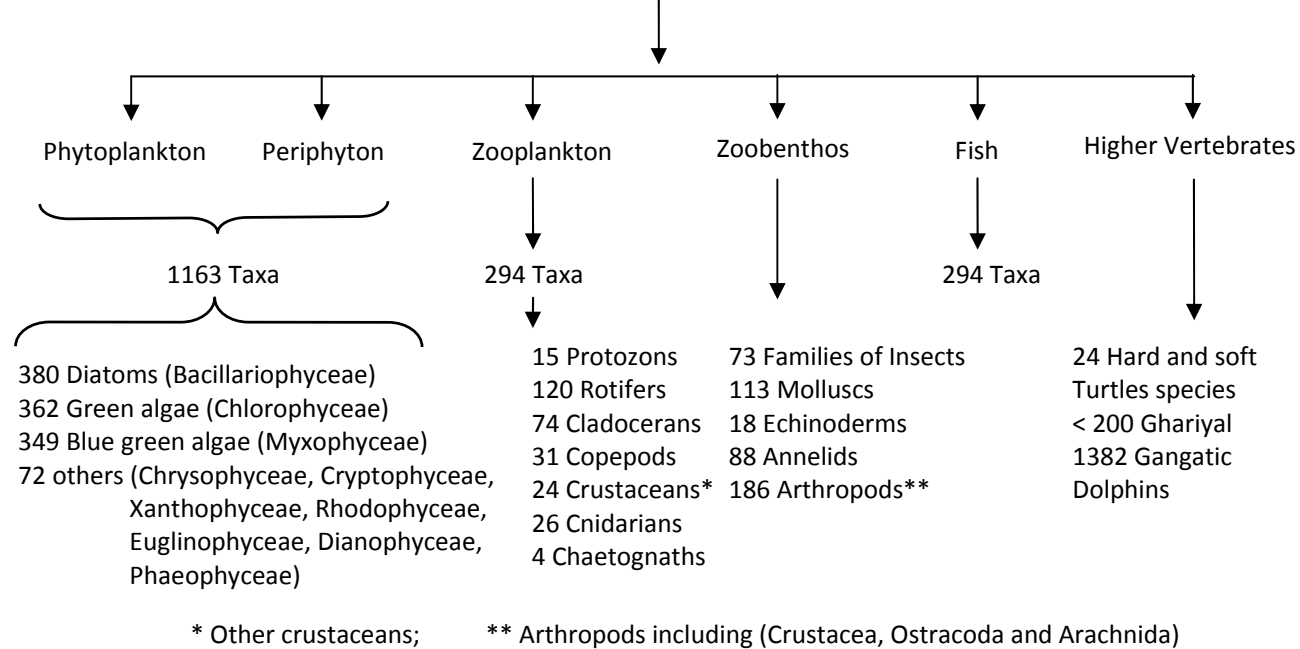 Phytoplankton Periphyton Zooplankton Zoobenthos Fish Higher Vertebrates
1163 Taxa
294 Taxa
294 Taxa
380 Diatoms (Bacillariophyceae)
362 Green algae (Chlorophyceae)
349 Blue green algae (Myxophyceae)
72 others (Chrysophyceae, Cryptophyceae,
Xanthophyceae, Rhodophyceae,
Euglinophyceae, Dianophyceae,
Phaeophyceae)
15 Protozons
120 Rotifers
74 Cladocerans
31 Copepods
24 Crustaceans*
26 Cnidarians
4 Chaetognaths
73 Families of Insects
113 Molluscs
18 Echinoderms
88 Annelids
186 Arthropods**
24 Hard and soft
Turtles species
< 200 Ghariyal
1382 Gangatic
Dolphins
* Other crustaceans; ** Arthropods including (Crustacea, Ostracoda and Arachnida)